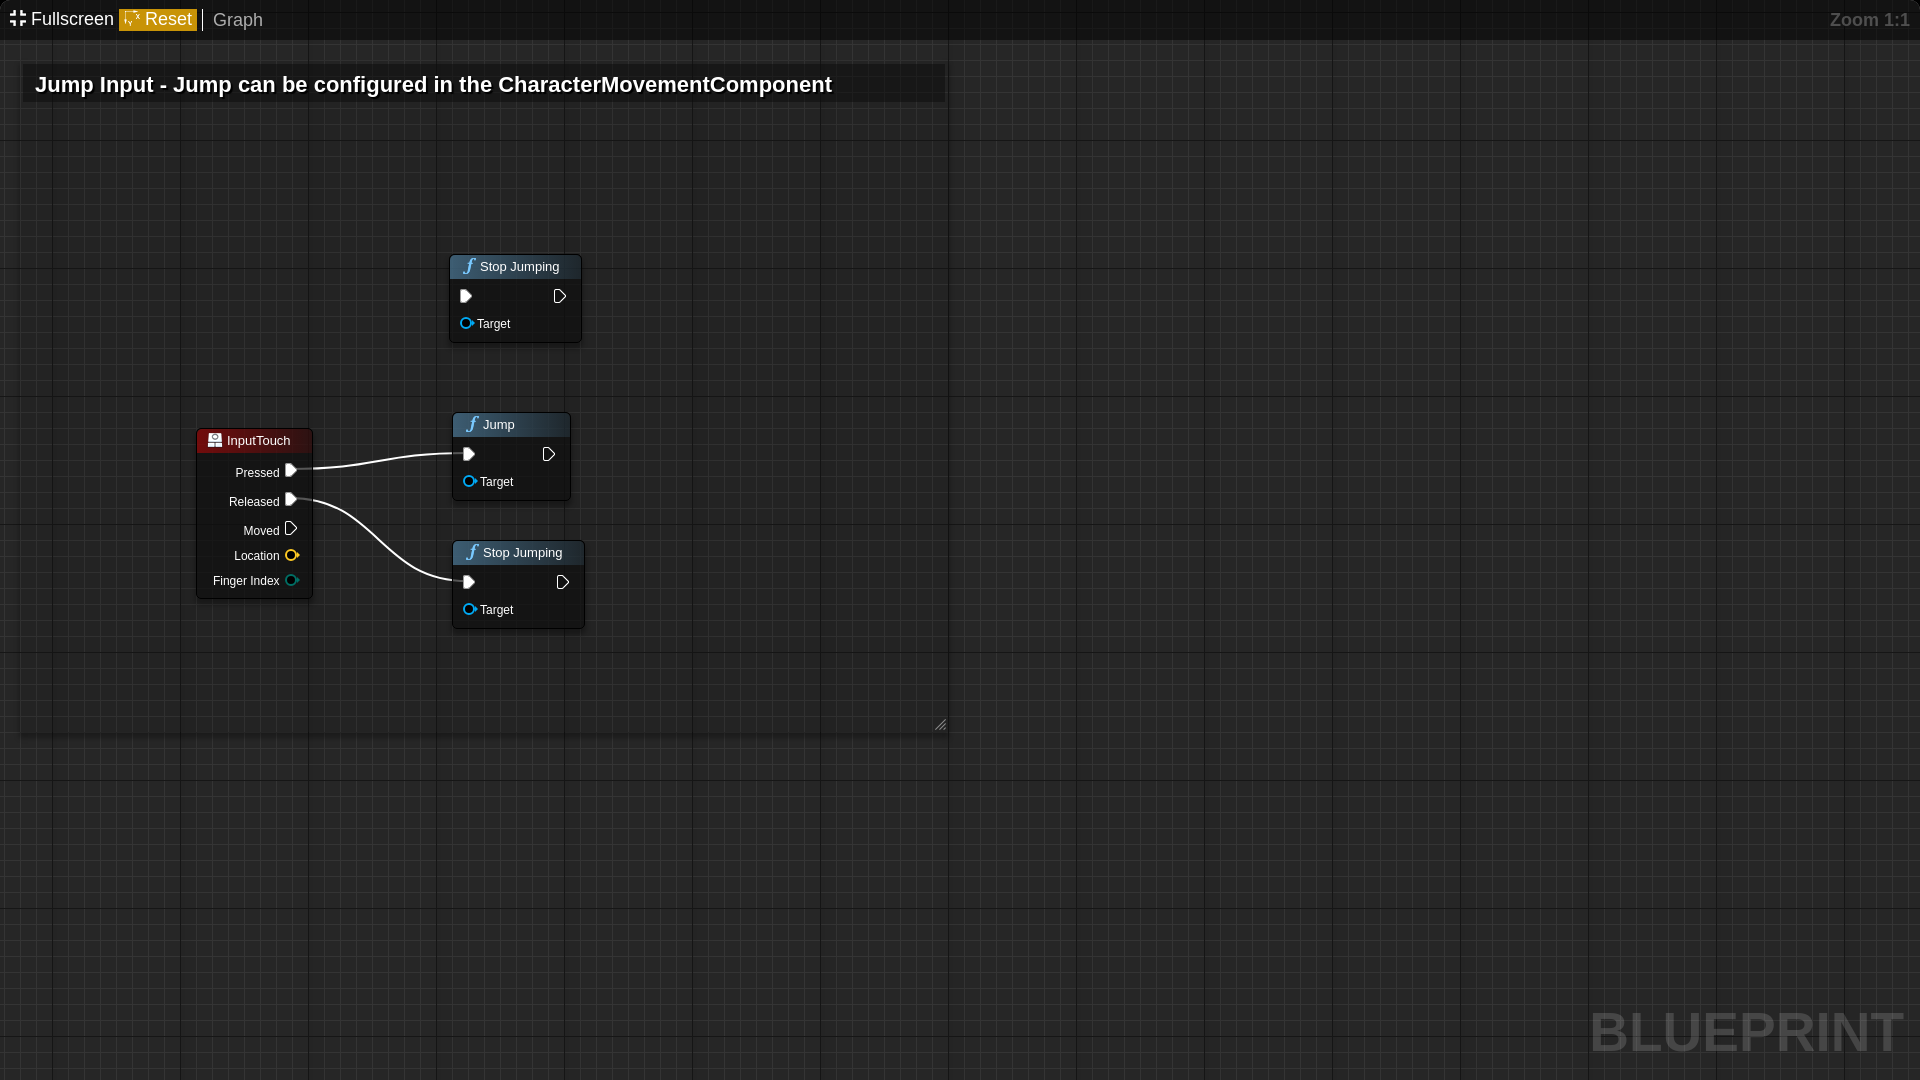 Fullscreen Reset Graph Zoom 1:1
Jump Input - Jump can be configured in the CharacterMovementComponent
Stop Jumping
Target
Jump
Target
InputTouch
Pressed
Released
Moved
Location
Finger Index
Stop Jumping
Target
BLUEPRINT